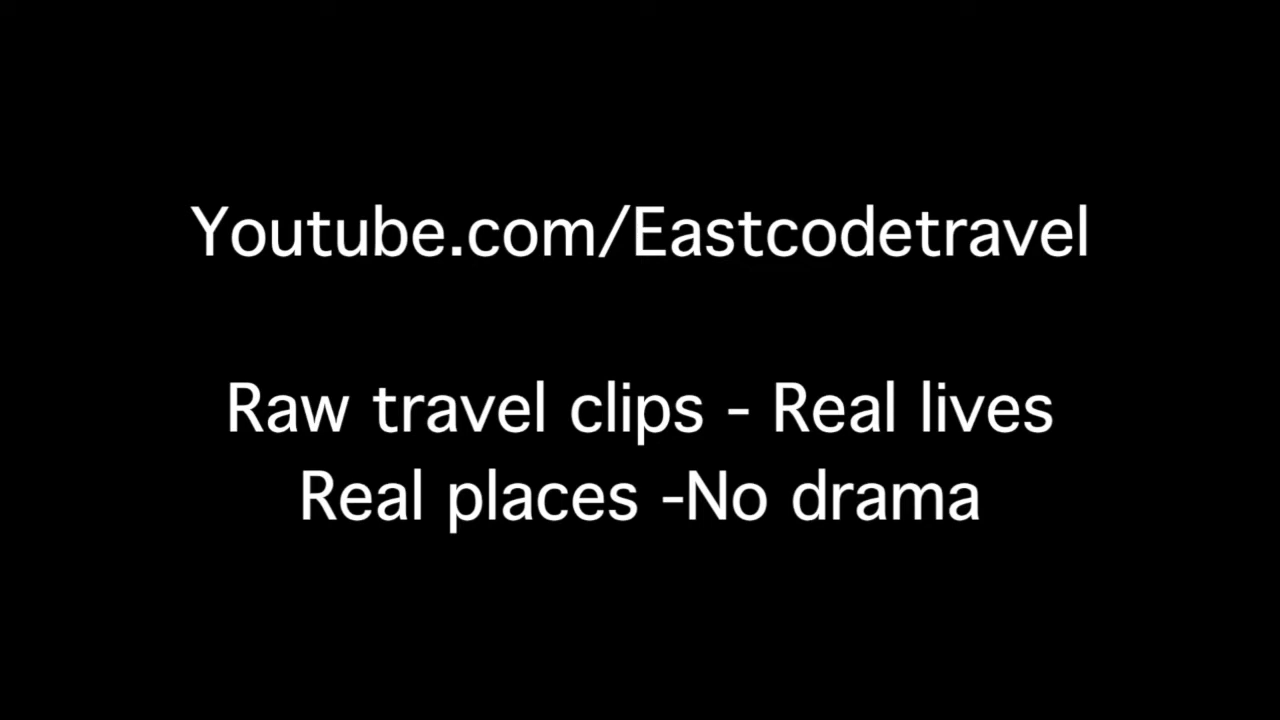 Youtube.com/Eastcodetravel
Raw travel clips - Real lives
Real places -No drama